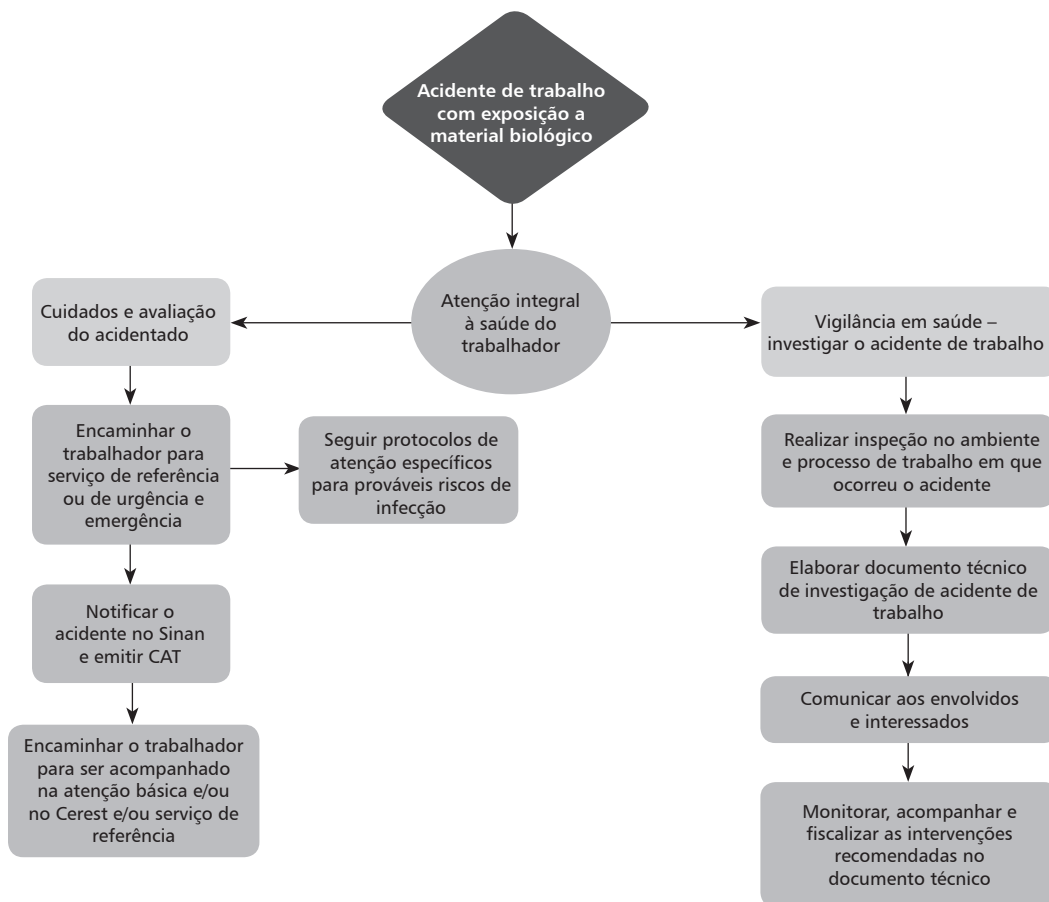 Acidente de trabalho
com exposição a
material biológico
Atenção integral
à saúde do
trabalhador
Cuidados e avaliação
do acidentado
Encaminhar o
trabalhador para
serviço de referência
ou de urgência e
emergência
Seguir protocolos de
atenção específicos
para prováveis riscos de
infecção
Notificar o
acidente no Sinan
e emitir CAT
Encaminhar o trabalhador
para ser acompanhado
na atenção básica e/ou
no Cerest e/ou serviço de
referência
Vigilância em saúde –
investigar o acidente de trabalho
Realizar inspeção no ambiente
e processo de trabalho em que
ocorreu o acidente
Elaborar documento técnico
de investigação de acidente de
trabalho
Comunicar aos envolvidos
e interessados
Monitorar, acompanhar e
fiscalizar as intervenções
recomendadas no
documento técnico